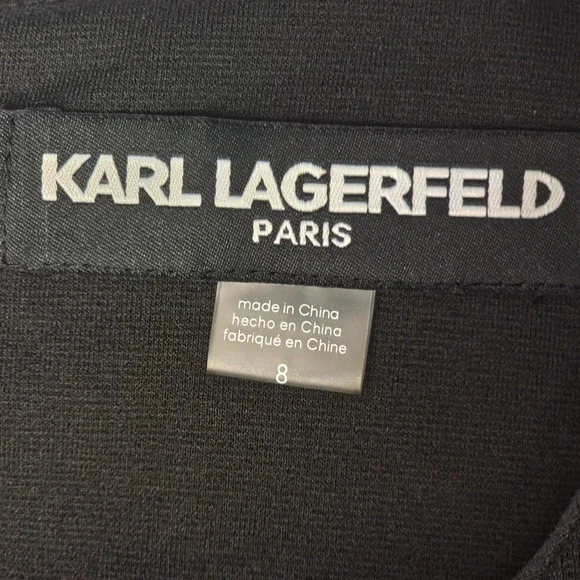 KARL LAGERFELD
PARIS
made in China
hecho en China
fabriqué en Chine
8